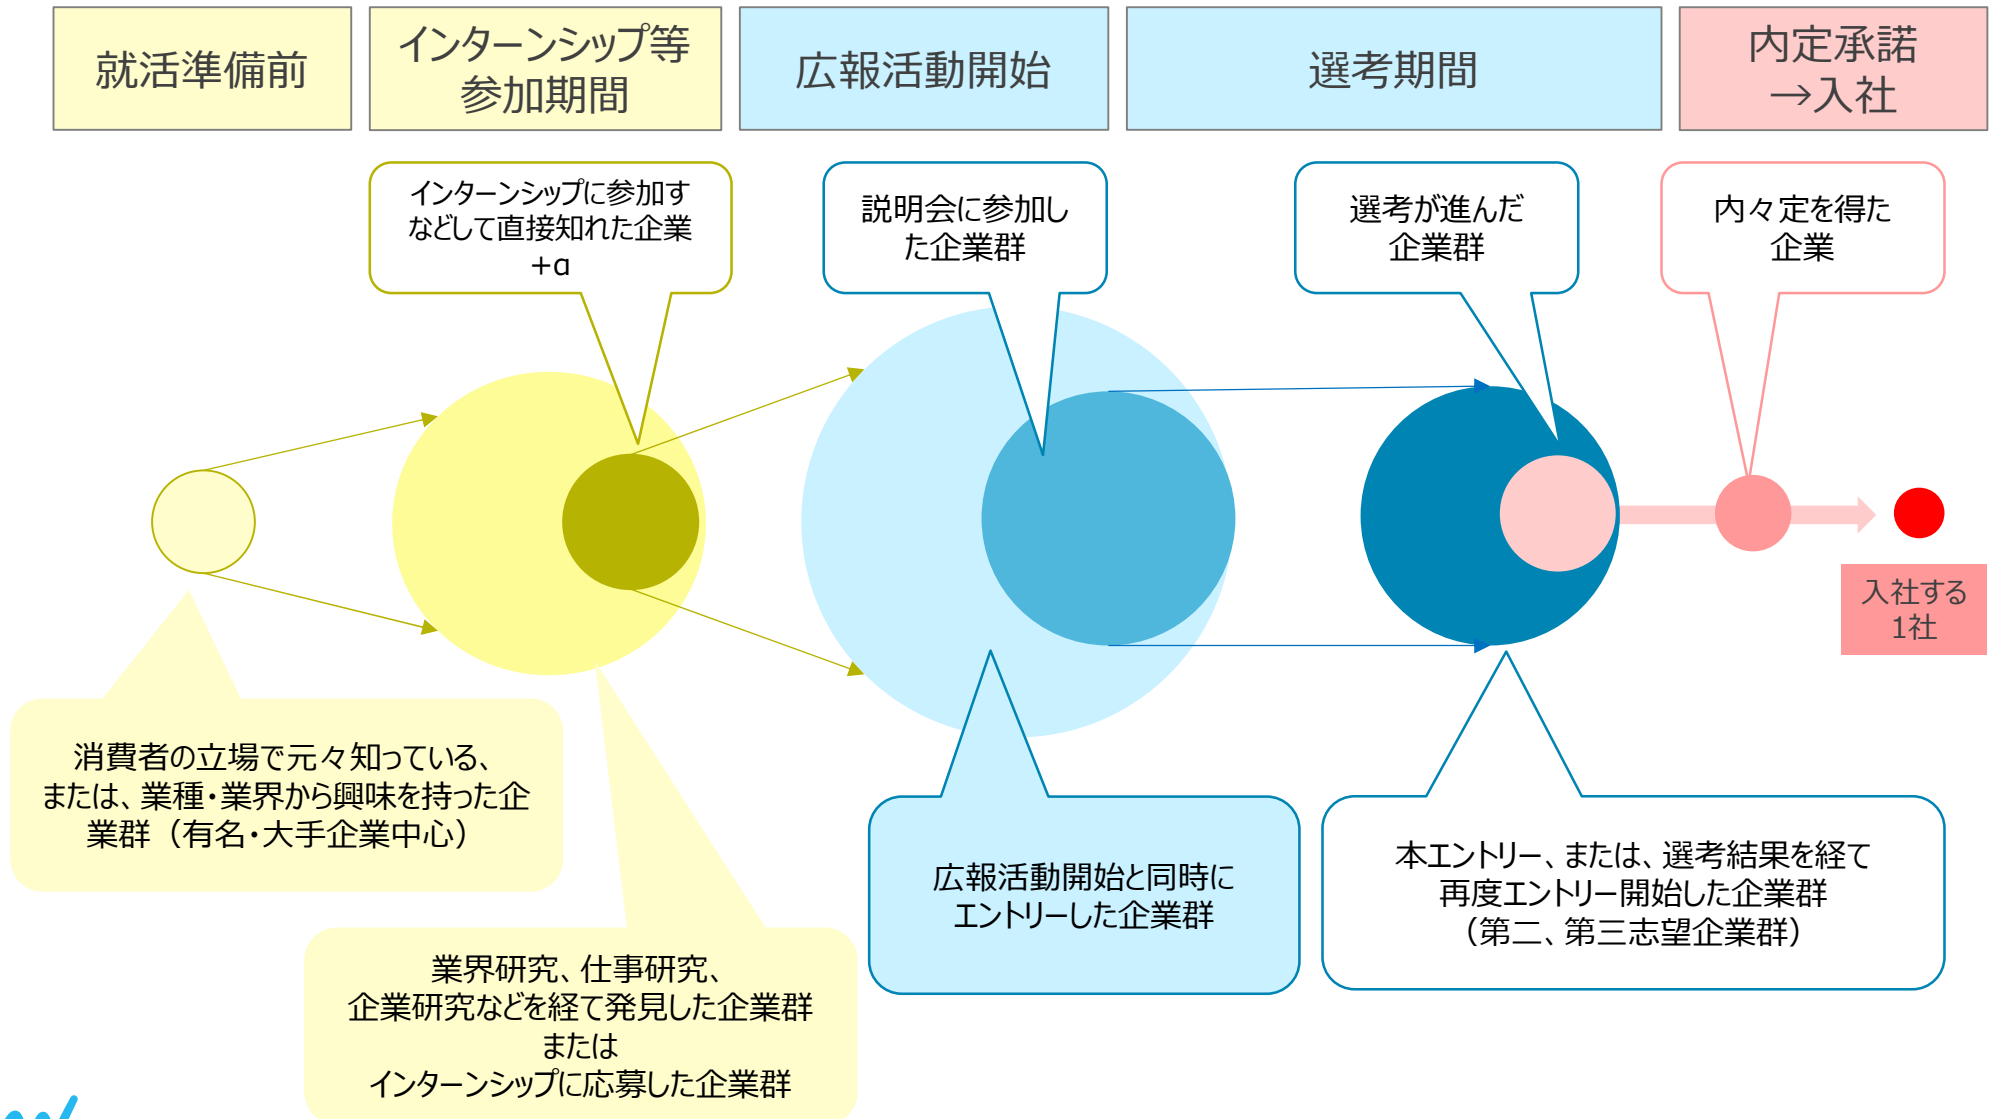 就活準備前
インターンシップ等
参加期間
広報活動開始
選考期間
内定承諾
→入社
インターンシップに参加す
などして直接知れた企業
+α
説明会に参加し
た企業群
選考が進んだ
企業群
内々定を得た
企業
入社する
1社
消費者の立場で元々知っている、
または、業種・業界から興味を持った企
業群（有名・大手企業中心）
広報活動開始と同時に
エントリーした企業群
本エントリー、または、選考結果を経て
再度エントリー開始した企業群
（第二、第三志望企業群）
業界研究、仕事研究、
企業研究などを経て発見した企業群
または
インターンシップに応募した企業群